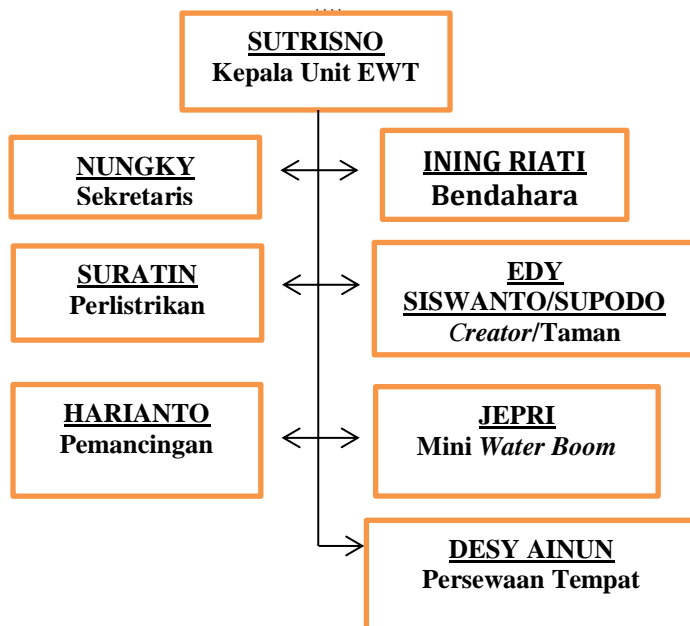 SUTRISNO
Kepala Unit EWT
NUNGKY
Sekretaris
INING RIATI
Bendahara
SURATIN
Perlistrikan
EDY
SISWANTO/SUPODO
Creator/Taman
HARIANTO
Pemancingan
JEPRI
Mini Water Boom
DESY AINUN
Persewaan Tempat